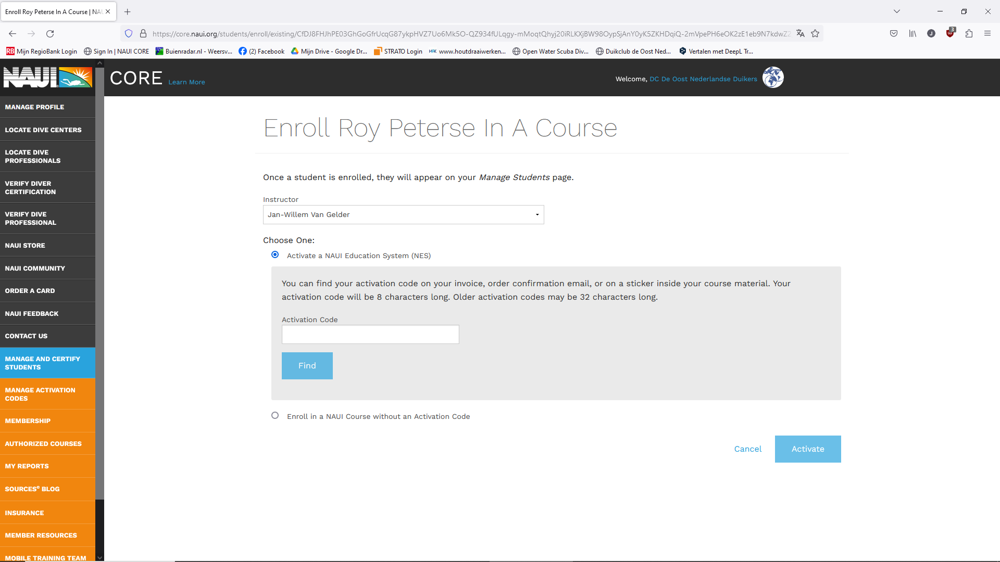 Enroll Roy Peterse In A Course | NAU
https://core.naui.org/students/enroll/existing/CfDJ8FHJhPE03GhGoGfrUcqG87ykpHVZ7Uo6Mk5O-QZ934fULqgy-mMoqtQhyj20iRLKXjBW98OypSjAnY0yK5ZKHDqiQ-2mVpePH6eOK2zE1eb9N7kdwZ2
3
Mijn RegioBank Login
Sign In | NAUI CORE
Buienradar.nl - Weersv...
(2) Facebook
Mijn Drive - Google Dr...
STRATO Login
www.houtdraaiwerken...
Open Water Scuba Div...
Duikclub de Oost Ned...
Vertalen met DeepL Tr...
NAUI
CORE Learn More
Welcome, DC De Oost Nederlandse Duikers
MANAGE PROFILE
LOCATE DIVE CENTERS
LOCATE DIVE
PROFESSIONALS
VERIFY DIVER
CERTIFICATION
VERIFY DIVE
PROFESSIONAL
NAUI STORE
NAUI COMMUNITY
ORDER A CARD
NAUI FEEDBACK
CONTACT US
MANAGE AND CERTIFY
STUDENTS
MANAGE ACTIVATION
CODES
MEMBERSHIP
AUTHORIZED COURSES
MY REPORTS
SOURCES® BLOG
INSURANCE
MEMBER RESOURCES
MOBILE TRAINING TEAM
Enroll Roy Peterse In A Course
Once a student is enrolled, they will appear on your Manage Students page.
Instructor
Jan-Willem Van Gelder
Choose One:
Activate a NAUI Education System (NES)
You can find your activation code on your invoice, order confirmation email, or on a sticker inside your course material. Your
activation code will be 8 characters long. Older activation codes may be 32 characters long.
Activation Code
Find
Enroll in a NAUI Course without an Activation Code
Cancel
Activate